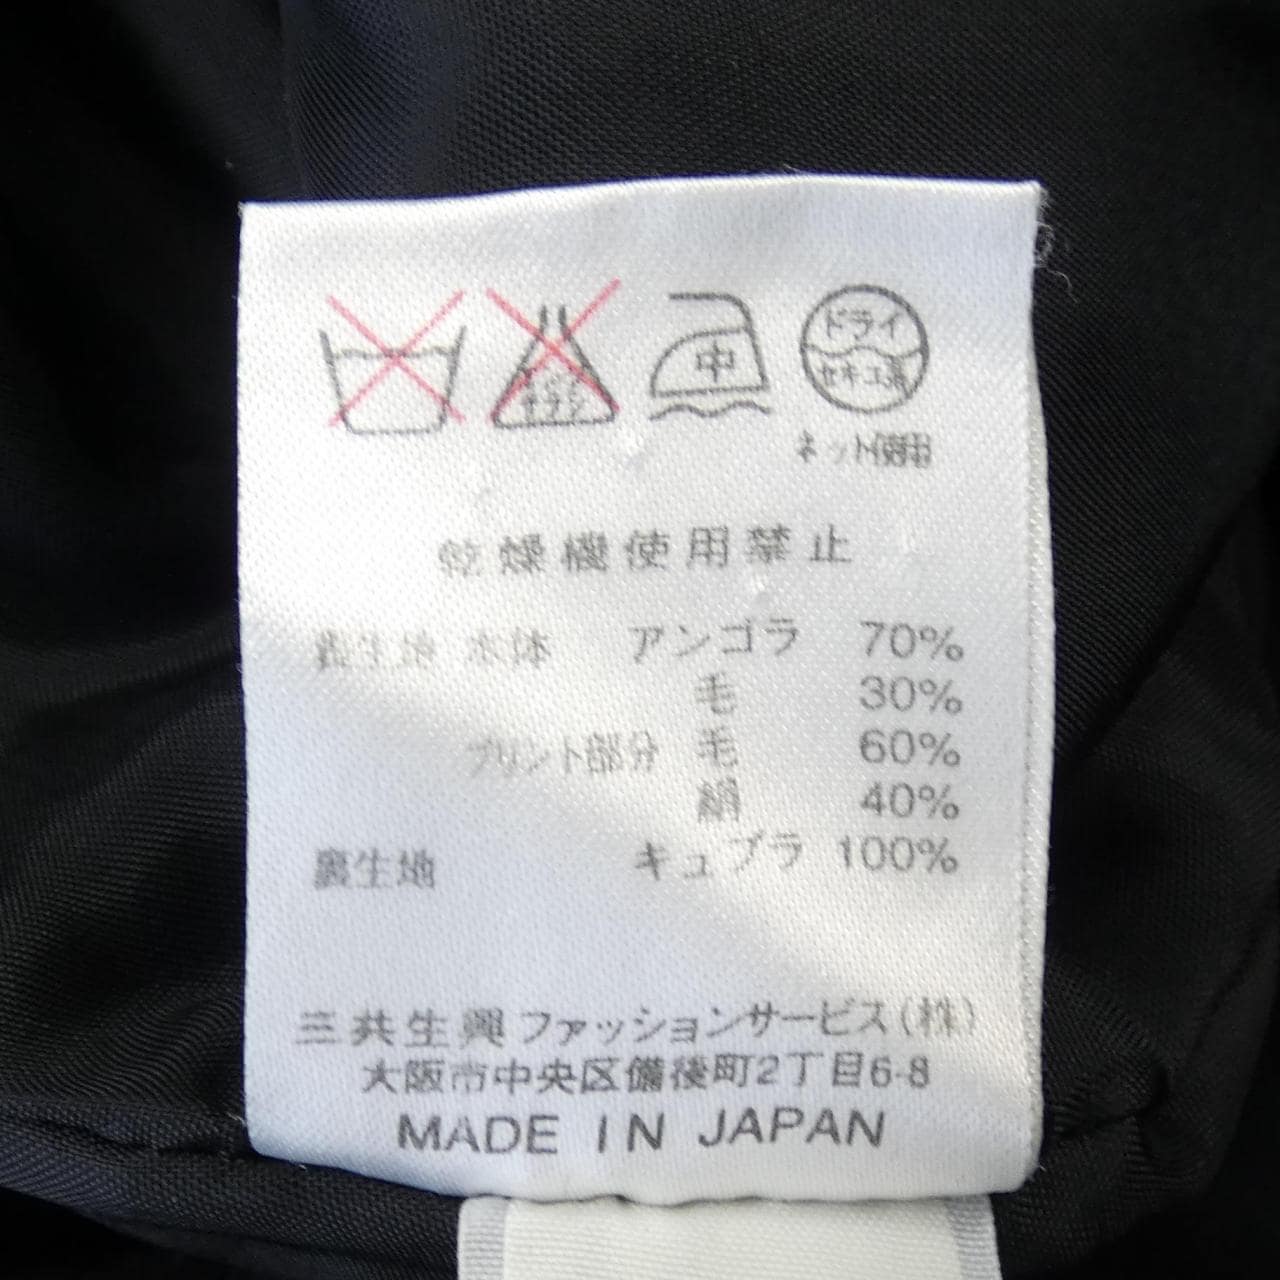 中
ドライ
セキユ系
ネット使用
乾燥機使用禁止
表生地 本体 アンゴラ 70%
毛 30%
プリント部分 毛 60%
絹 40%
裏生地 キュプラ 100%
三共生興ファッションサービス(株)
大阪市中央区備後町2丁目6-8
MADE IN JAPAN